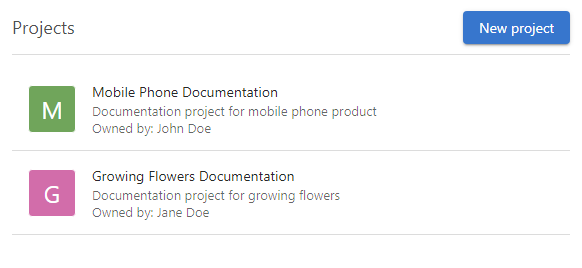 Projects
New project
M
Mobile Phone Documentation
Documentation project for mobile phone product
Owned by: John Doe
G
Growing Flowers Documentation
Documentation project for growing flowers
Owned by: Jane Doe